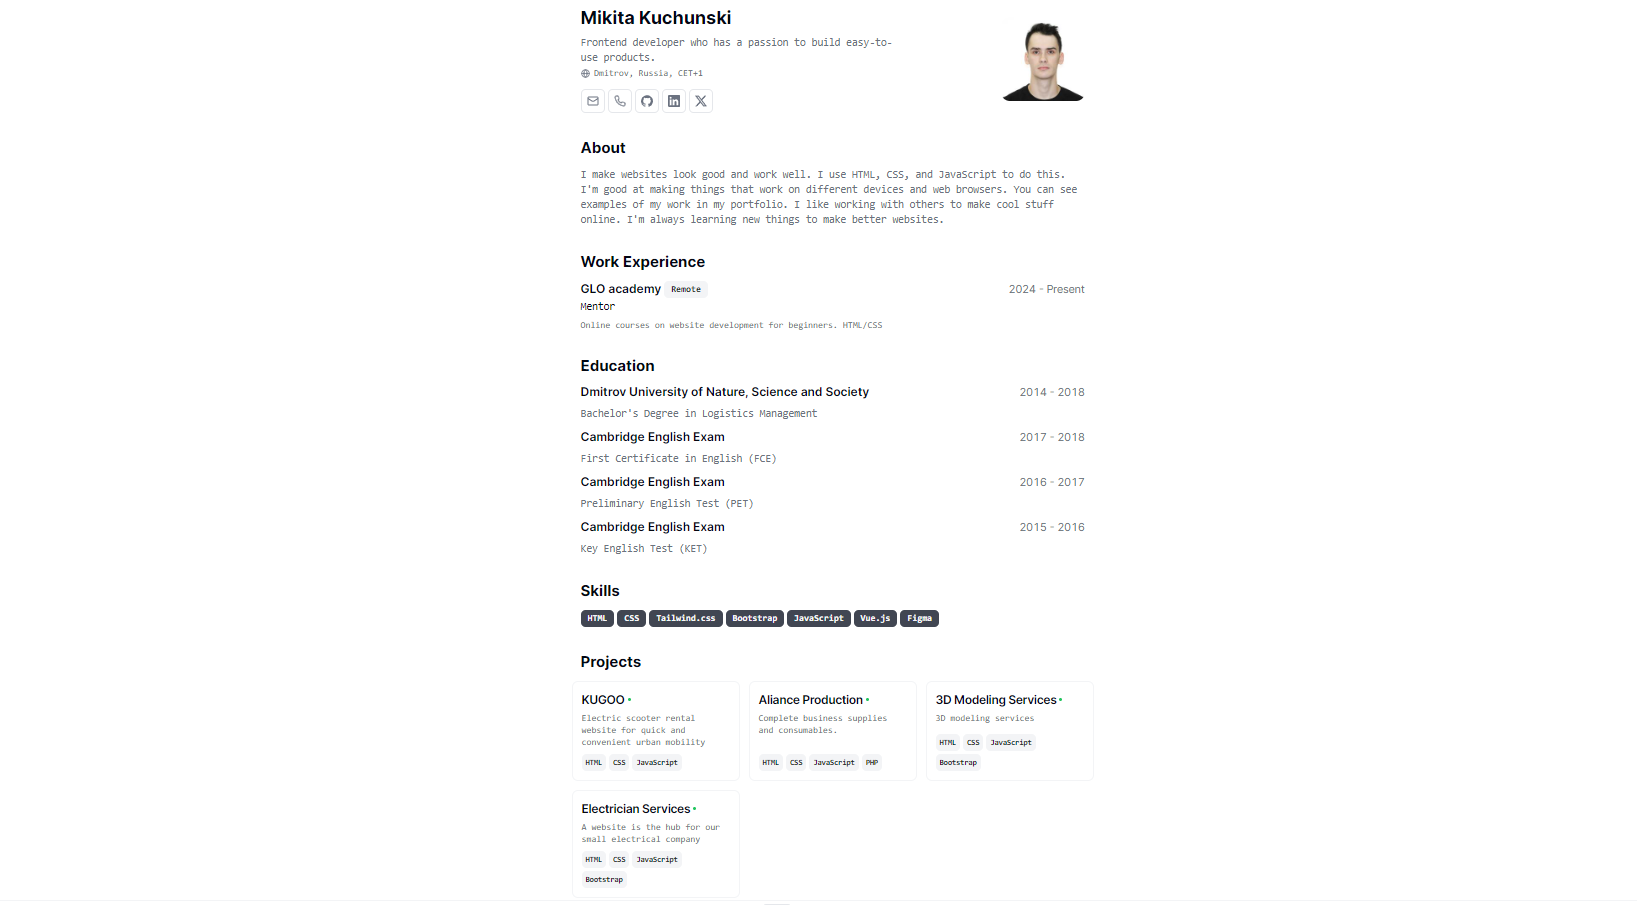 Mikita Kuchunski
Frontend developer who has a passion to build easy-to-
use products.
Dmitrov, Russia, CET+1
About
I make websites look good and work well. I use HTML, CSS, and JavaScript to do this.
I'm good at making things that work on different devices and web browsers. You can see
examples of my work in my portfolio. I like working with others to make cool stuff
online. I'm always learning new things to make better websites.
Work Experience
GLO academy Remote 2024 - Present
Mentor
Online courses on website development for beginners. HTML/CSS
Education
Dmitrov University of Nature, Science and Society 2014 - 2018
Bachelor's Degree in Logistics Management
Cambridge English Exam 2017 - 2018
First Certificate in English (FCE)
Cambridge English Exam 2016 - 2017
Preliminary English Test (PET)
Cambridge English Exam 2015 - 2016
Key English Test (KET)
Skills
HTML CSS Tailwind.css Bootstrap JavaScript Vue.js Figma
Projects
KUGOO
Electric scooter rental
website for quick and
convenient urban mobility
HTML CSS JavaScript
Aliance Production
Complete business supplies
and consumables.
HTML CSS JavaScript PHP
3D Modeling Services
3D modeling services
HTML CSS JavaScript
Bootstrap
Electrician Services
A website is the hub for our
small electrical company
HTML CSS JavaScript
Bootstrap